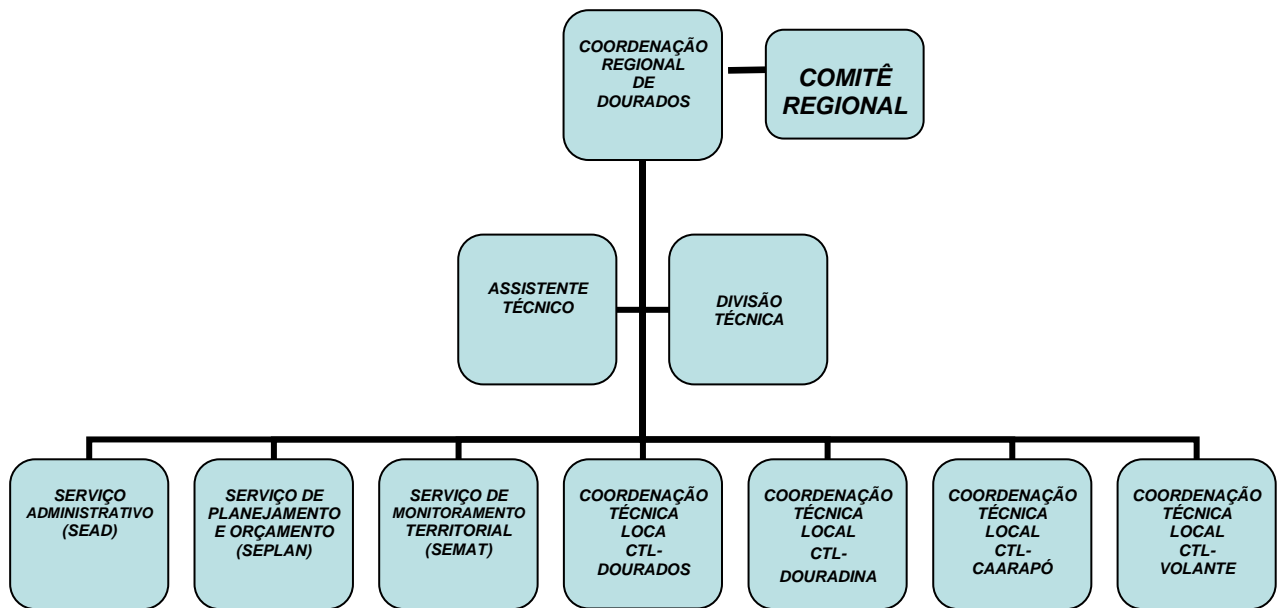 COORDENAÇÃO
REGIONAL
DE
DOURADOS
COMITÊ
REGIONAL
ASSISTENTE
TÉCNICO
DIVISÃO
TÉCNICA
SERVIÇO
ADMINISTRATIVO
(SEAD)
SERVIÇO DE
PLANEJAMENTO
E ORÇAMENTO
(SEPLAN)
SERVIÇO DE
MONITORAMENTO
TERRITORIAL
(SEMAT)
COORDENAÇÃO
TÉCNICA
LOCA
CTL-
DOURADOS
COORDENAÇÃO
TÉCNICA
LOCAL
CTL-
DOURADINA
COORDENAÇÃO
TÉCNICA
LOCAL
CTL-
CAARAPÓ
COORDENAÇÃO
TÉCNICA
LOCAL
CTL-
VOLANTE